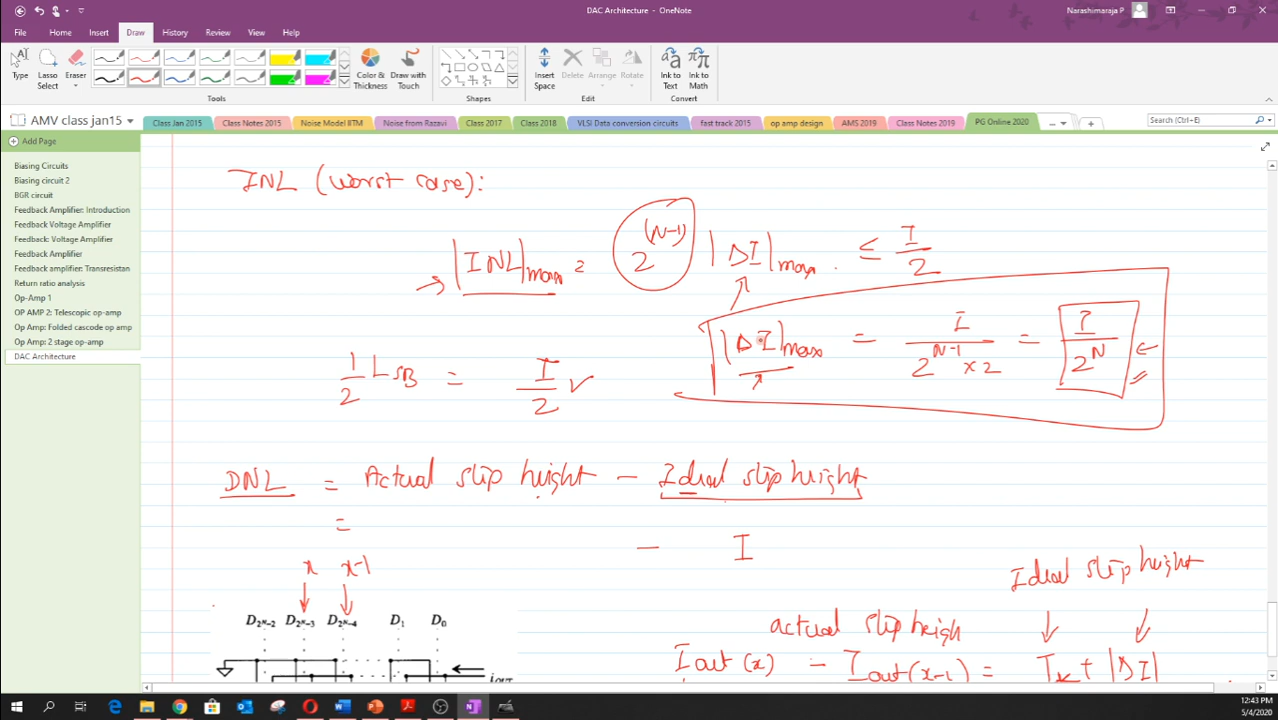 DAC Architecture - OneNote
Narashimaraja P
File Home Insert Draw History Review View Help
Type
Lasso Select
Eraser
Color & Thickness
Draw with Touch
Insert Space
Delete
Arrange
Rotate
Ink to Text
Ink to Math
Tools
Shapes
Edit
Convert
AMV class jan15
Class Jan 2015
Class Notes 2015
Noise Model IITM
Noise from Razavi
Class 2017
Class 2018
VLSI Data conversion circuits
fast track 2015
op amp design
AMS 2019
Class Notes 2019
PG Online 2020
Search (Ctrl+E)
Add Page
Biasing Circuits
Biasing circuit 2
BGR circuit
Feedback Amplifier: Introduction
Feedback Voltage Amplifier
Feedback: Voltage Amplifier
Feedback Amplifier
Feedback amplifier: Transresistan
Return ratio analysis
Op-Amp 1
OP AMP 2: Telescopic op-amp
Op Amp: Folded cascode op amp
Op Amp: 2 stage op-amp
DAC Architecture
INL (worst case):
|INL|max = 2^(N-1) |ΔI|max. ≤ I/2
|ΔI|max = I/(2^(N-1) x 2) = I/2^N
1/2 LSB = I/2 ✓
DNL = Actual slip height - Ideal slip height
=
- I
x x-1
Ideal slip height
D2N-2 D2N-3 D2N-4 D1 D0
actual slip heigh
Iout (x) - Iout (x-1) = Ik + |ΔI|
iOUT
12:43 PM
5/4/2020